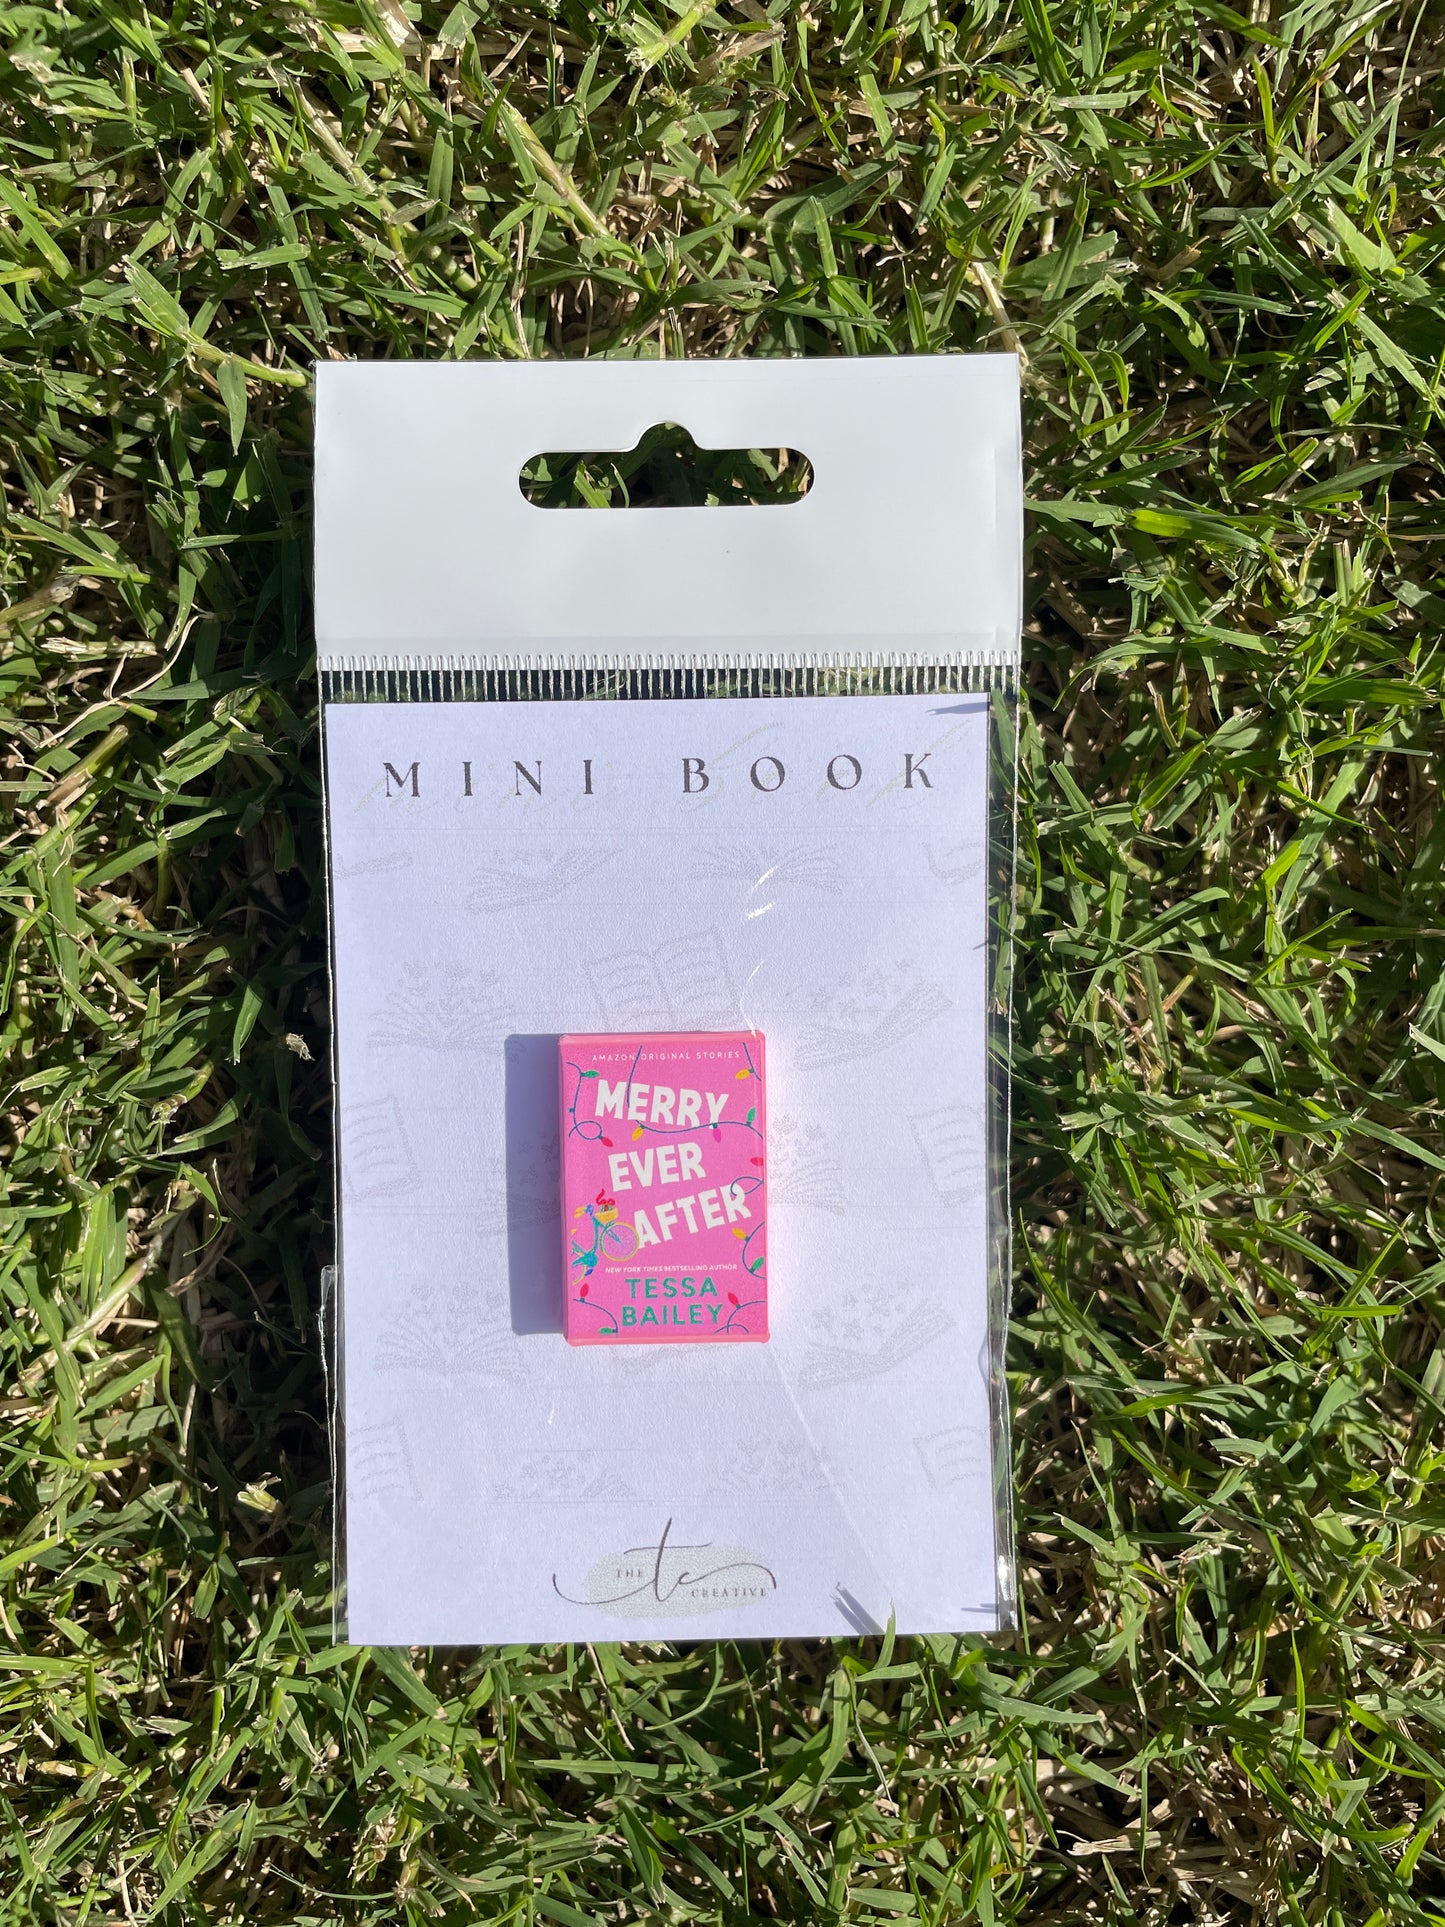 MINI BOOK
AMAZON ORIGINAL STORIES
MERRY
EVER
AFTER
NEW YORK TIMES BESTSELLING AUTHOR
TESSA
BAILEY
THE tc CREATIVE